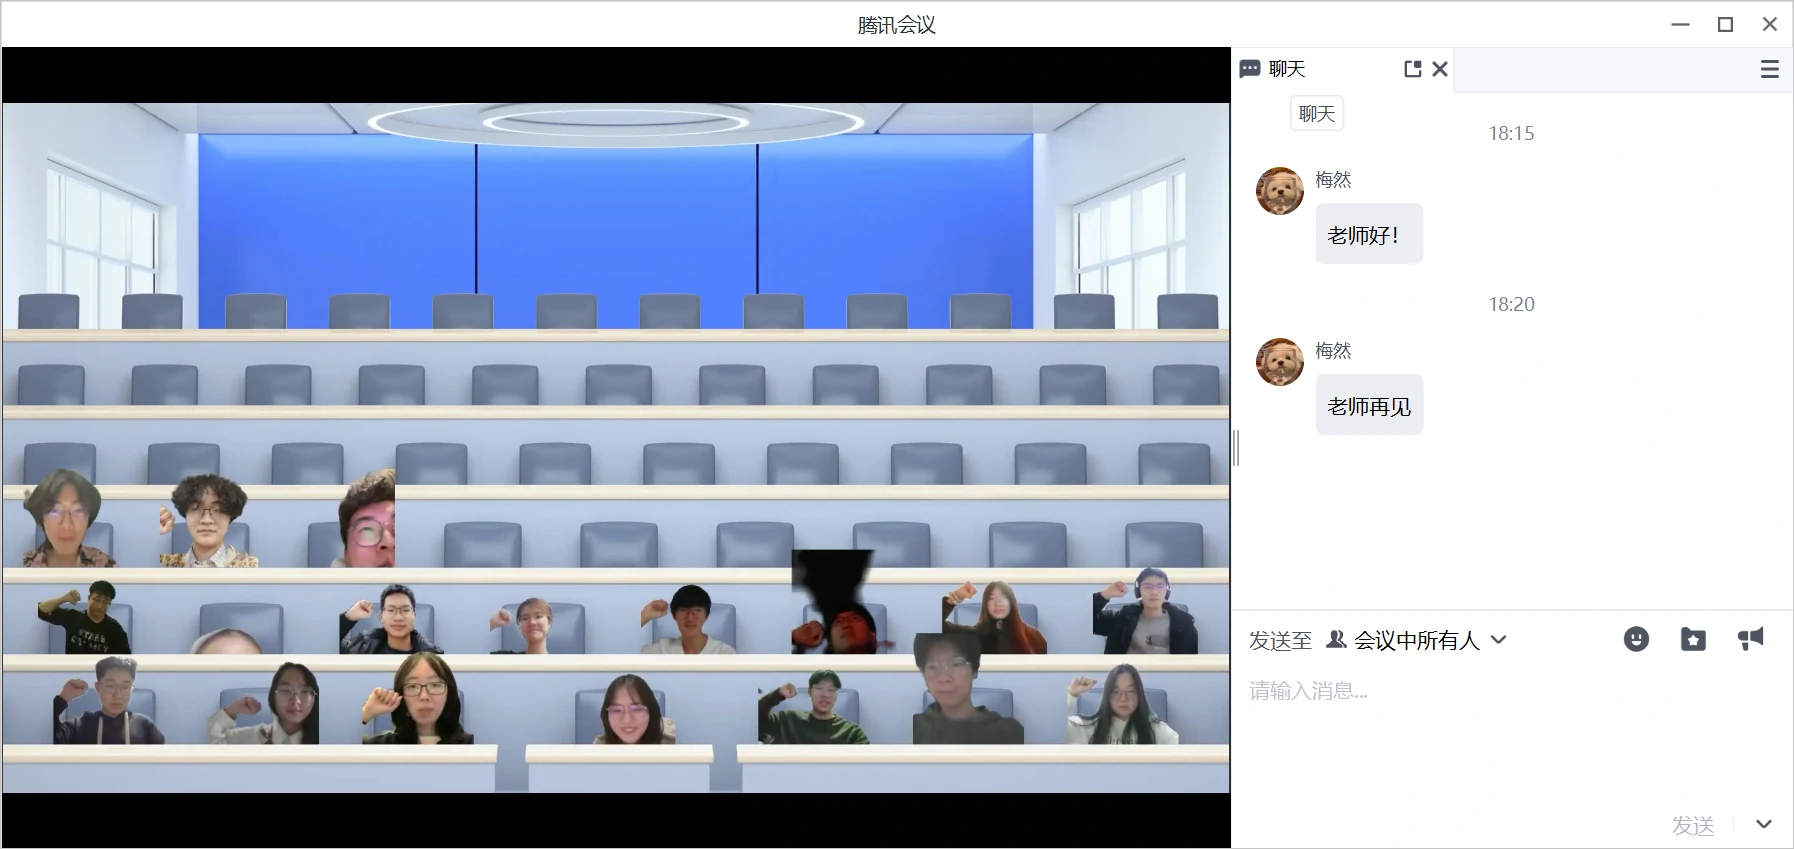 腾讯会议
聊天
聊天
18:15
梅然
老师好！
18:20
梅然
老师再见
发送至 会议中所有人
请输入消息...
发送